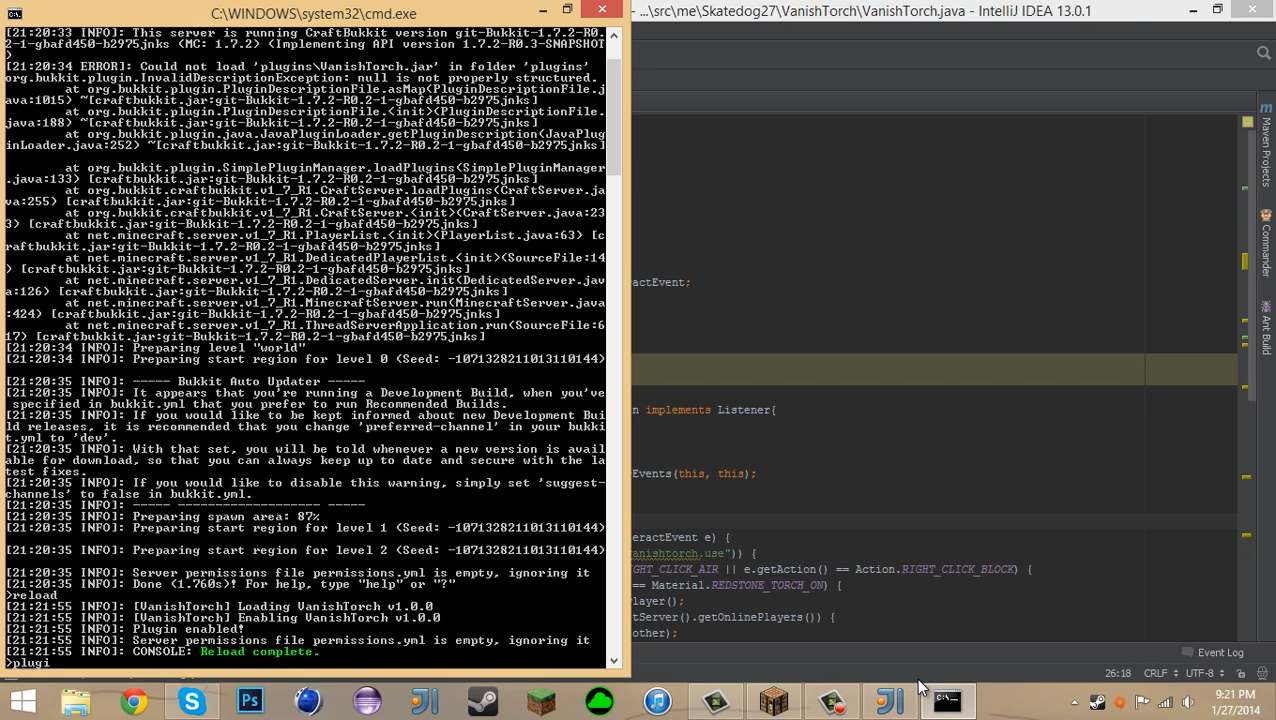 C:\WINDOWS\system32\cmd.exe
...\src\me\Skatedog27\VanishTorch\VanishTorch.java - IntelliJ IDEA 13.0.1
[21:20:33 INFO]: This server is running CraftBukkit version git-Bukkit-1.7.2-R0.
2-1-gbafd450-b2975jnks (MC: 1.7.2) (Implementing API version 1.7.2-R0.3-SNAPSHOT
)
[21:20:34 ERROR]: Could not load 'plugins\VanishTorch.jar' in folder 'plugins'
org.bukkit.plugin.InvalidDescriptionException: null is not properly structured.
at org.bukkit.plugin.PluginDescriptionFile.asMap(PluginDescriptionFile.j
ava:1015) ~[craftbukkit.jar:git-Bukkit-1.7.2-R0.2-1-gbafd450-b2975jnks]
at org.bukkit.plugin.PluginDescriptionFile.<init>(PluginDescriptionFile.
java:188) ~[craftbukkit.jar:git-Bukkit-1.7.2-R0.2-1-gbafd450-b2975jnks]
at org.bukkit.plugin.java.JavaPluginLoader.getPluginDescription(JavaPlug
inLoader.java:252) ~[craftbukkit.jar:git-Bukkit-1.7.2-R0.2-1-gbafd450-b2975jnks]
at org.bukkit.plugin.SimplePluginManager.loadPlugins(SimplePluginManager
.java:133) [craftbukkit.jar:git-Bukkit-1.7.2-R0.2-1-gbafd450-b2975jnks]
at org.bukkit.craftbukkit.v1_7_R1.CraftServer.loadPlugins(CraftServer.ja
va:255) [craftbukkit.jar:git-Bukkit-1.7.2-R0.2-1-gbafd450-b2975jnks]
at org.bukkit.craftbukkit.v1_7_R1.CraftServer.<init>(CraftServer.java:23
3) [craftbukkit.jar:git-Bukkit-1.7.2-R0.2-1-gbafd450-b2975jnks]
at net.minecraft.server.v1_7_R1.PlayerList.<init>(PlayerList.java:63) [c
raftbukkit.jar:git-Bukkit-1.7.2-R0.2-1-gbafd450-b2975jnks]
at net.minecraft.server.v1_7_R1.DedicatedPlayerList.<init>(SourceFile:14
) [craftbukkit.jar:git-Bukkit-1.7.2-R0.2-1-gbafd450-b2975jnks]
at net.minecraft.server.v1_7_R1.DedicatedServer.init(DedicatedServer.jav
a:126) [craftbukkit.jar:git-Bukkit-1.7.2-R0.2-1-gbafd450-b2975jnks]
at net.minecraft.server.v1_7_R1.MinecraftServer.run(MinecraftServer.java
:424) [craftbukkit.jar:git-Bukkit-1.7.2-R0.2-1-gbafd450-b2975jnks]
at net.minecraft.server.v1_7_R1.ThreadServerApplication.run(SourceFile:6
17) [craftbukkit.jar:git-Bukkit-1.7.2-R0.2-1-gbafd450-b2975jnks]
[21:20:34 INFO]: Preparing level "world"
[21:20:34 INFO]: Preparing start region for level 0 (Seed: -1071328211013110144)
[21:20:35 INFO]: ----- Bukkit Auto Updater -----
[21:20:35 INFO]: It appears that you're running a Development Build, when you've
specified in bukkit.yml that you prefer to run Recommended Builds.
[21:20:35 INFO]: If you would like to be kept informed about new Development Bui
ld releases, it is recommended that you change 'preferred-channel' in your bukki
t.yml to 'dev'.
[21:20:35 INFO]: With that set, you will be told whenever a new version is avail
able for download, so that you can always keep up to date and secure with the la
test fixes.
[21:20:35 INFO]: If you would like to disable this warning, simply set 'suggest-
channels' to false in bukkit.yml.
[21:20:35 INFO]: ----- ------------------- -----
[21:20:35 INFO]: Preparing spawn area: 87%
[21:20:35 INFO]: Preparing start region for level 1 (Seed: -1071328211013110144)
[21:20:35 INFO]: Preparing start region for level 2 (Seed: -1071328211013110144)
[21:20:35 INFO]: Server permissions file permissions.yml is empty, ignoring it
[21:20:35 INFO]: Done (1.760s)! For help, type "help" or "?"
>reload
[21:21:55 INFO]: [VanishTorch] Loading VanishTorch v1.0.0
[21:21:55 INFO]: [VanishTorch] Enabling VanishTorch v1.0.0
[21:21:55 INFO]: Plugin enabled!
[21:21:55 INFO]: Server permissions file permissions.yml is empty, ignoring it
[21:21:55 INFO]: CONSOLE: Reload complete.
>plugi
actEvent;
n implements Listener{
Events(this, this);
eractEvent e) {
vanishtorch.use")) {
GHT_CLICK_AIR || e.getAction() == Action.RIGHT_CLICK_BLOCK) {
== Material.REDSTONE_TORCH_ON) {
layer();
tServer().getOnlinePlayers()) {
other);
m
Maven Projects
Commander
Ant Build
Event Log
26:18 CRLF UTF-8
Ps
9:21 PM
1/27/2014